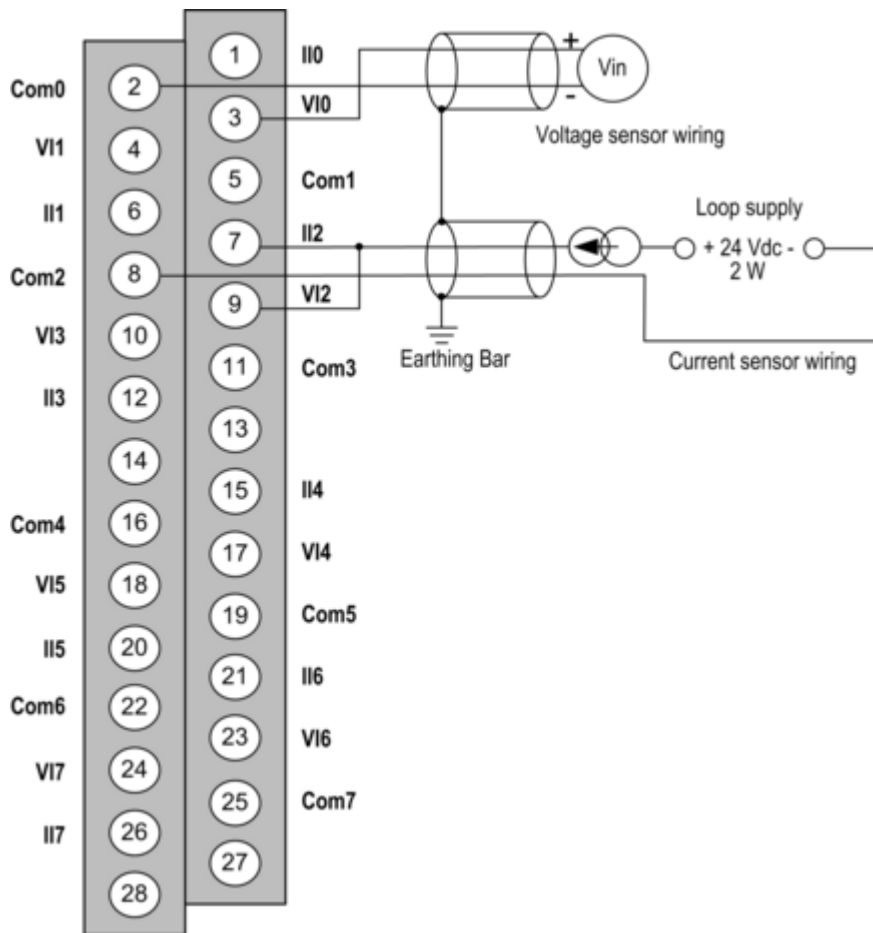 1 II0
Com0 2
3 VI0
VI1 4
5 Com1
II1 6
7 II2
Com2 8
9 VI2
VI3 10
11 Com3
II3 12
13
14
15 II4
Com4 16
17 VI4
VI5 18
19 Com5
II5 20
21 II6
Com6 22
23 VI6
VI7 24
25 Com7
II7 26
27
28
+
Vin
-
Voltage sensor wiring
Loop supply
+ 24 Vdc -
2 W
Earthing Bar
Current sensor wiring